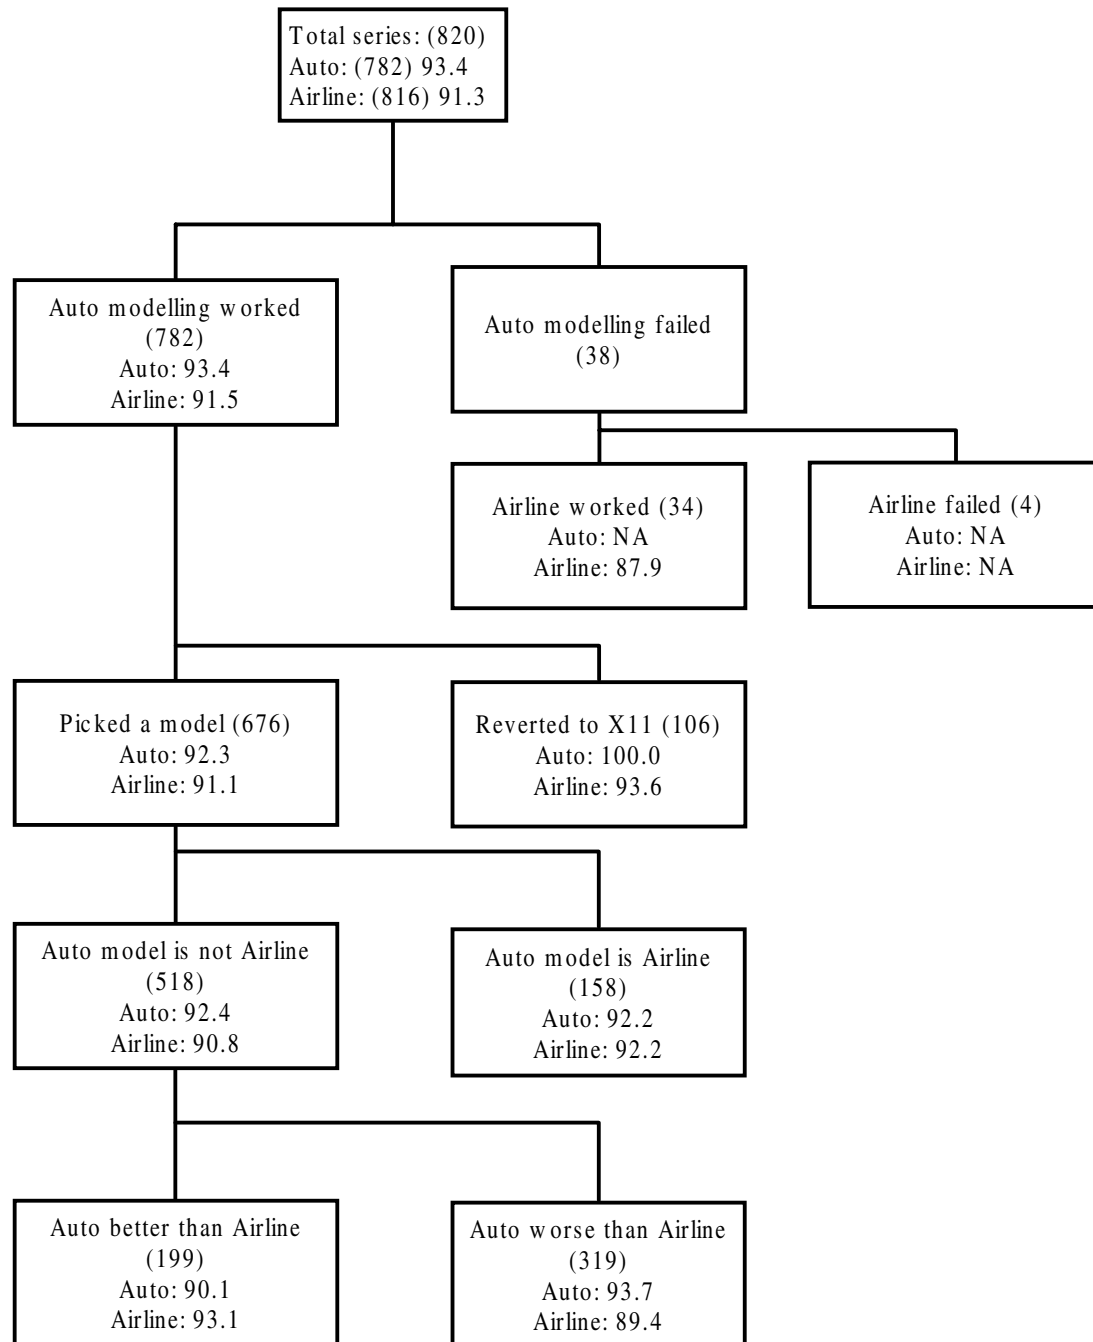 Total series: (820)
Auto: (782) 93.4
Airline: (816) 91.3
Auto modelling worked
(782)
Auto: 93.4
Airline: 91.5
Auto modelling failed
(38)
Airline worked (34)
Auto: NA
Airline: 87.9
Airline failed (4)
Auto: NA
Airline: NA
Picked a model (676)
Auto: 92.3
Airline: 91.1
Reverted to X11 (106)
Auto: 100.0
Airline: 93.6
Auto model is not Airline
(518)
Auto: 92.4
Airline: 90.8
Auto model is Airline
(158)
Auto: 92.2
Airline: 92.2
Auto better than Airline
(199)
Auto: 90.1
Airline: 93.1
Auto worse than Airline
(319)
Auto: 93.7
Airline: 89.4